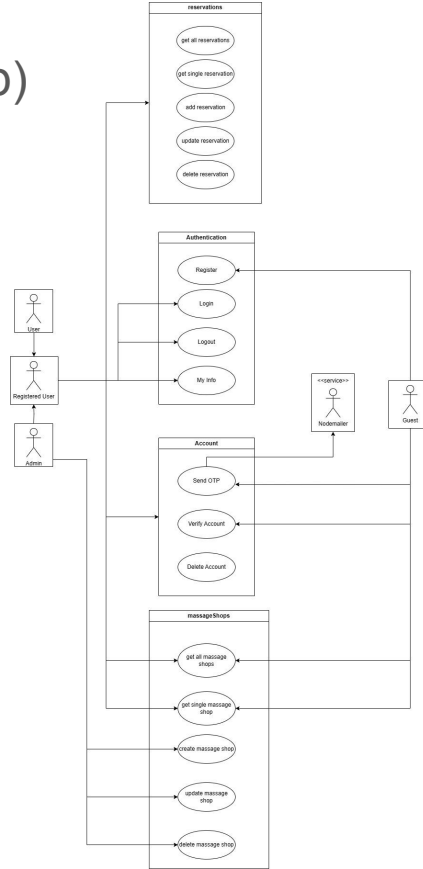 o)
reservations
get all reservations
get single reservation
add reservation
update reservation
delete reservation
Authentication
Register
Login
Logout
My Info
User
Registered User
Admin
<<service>>
Nodemailer
Guest
Account
Send OTP
Verify Account
Delete Account
massageShops
get all massage
shops
get single massage
shop
create massage shop
update massage
shop
delete massage shop